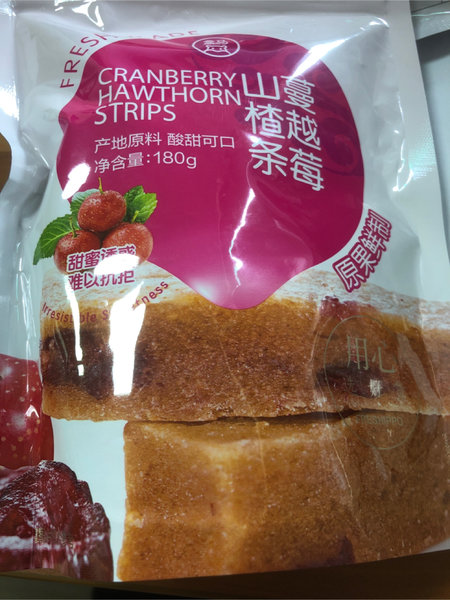 CRANBERRY
HAWTHORN
STRIPS
蔓越莓
山楂条
产地原料 酸甜可口
净含量:180g
甜蜜诱惑
难以抗拒
原果鲜制
用心